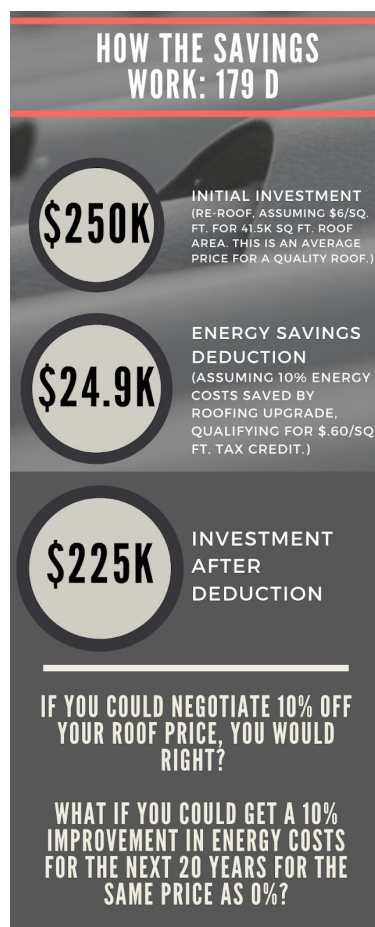 HOW THE SAVINGS
WORK: 179 D
$250K
INITIAL INVESTMENT
(RE-ROOF, ASSUMING $6/SQ.
FT. FOR 41.5K SQ FT. ROOF
AREA. THIS IS AN AVERAGE
PRICE FOR A QUALITY ROOF.)
$24.9K
ENERGY SAVINGS
DEDUCTION
(ASSUMING 10% ENERGY
COSTS SAVED BY
ROOFING UPGRADE,
QUALIFYING FOR $.60/SQ
FT. TAX CREDIT.)
$225K
INVESTMENT
AFTER
DEDUCTION
IF YOU COULD NEGOTIATE 10% OFF
YOUR ROOF PRICE, YOU WOULD
RIGHT?
WHAT IF YOU COULD GET A 10%
IMPROVEMENT IN ENERGY COSTS
FOR THE NEXT 20 YEARS FOR THE
SAME PRICE AS 0%?